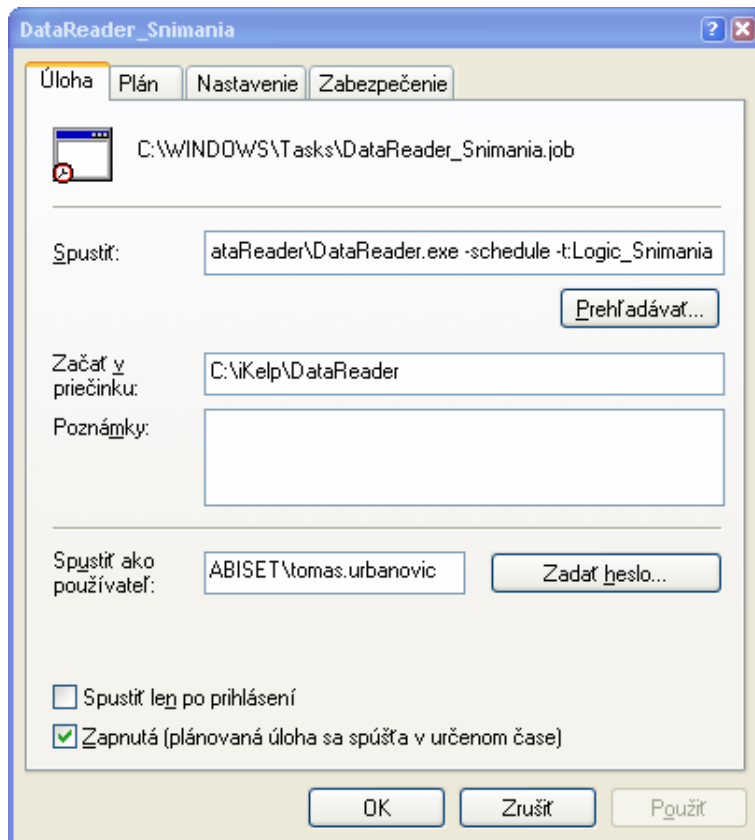 DataReader_Snimania
Úloha
Plán
Nastavenie
Zabezpečenie
C:\WINDOWS\Tasks\DataReader_Snimania.job
Spustiť:
ataReader\DataReader.exe -schedule -t:Logic_Snimania
Prehľadávať...
Začať v
priečinku:
C:\iKelp\DataReader
Poznámky:
Spustiť ako
používateľ:
ABISET\tomas.urbanovic
Zadať heslo...
Spustiť len po prihlásení
Zapnutá (plánovaná úloha sa spúšťa v určenom čase)
OK
Zrušiť
Použiť